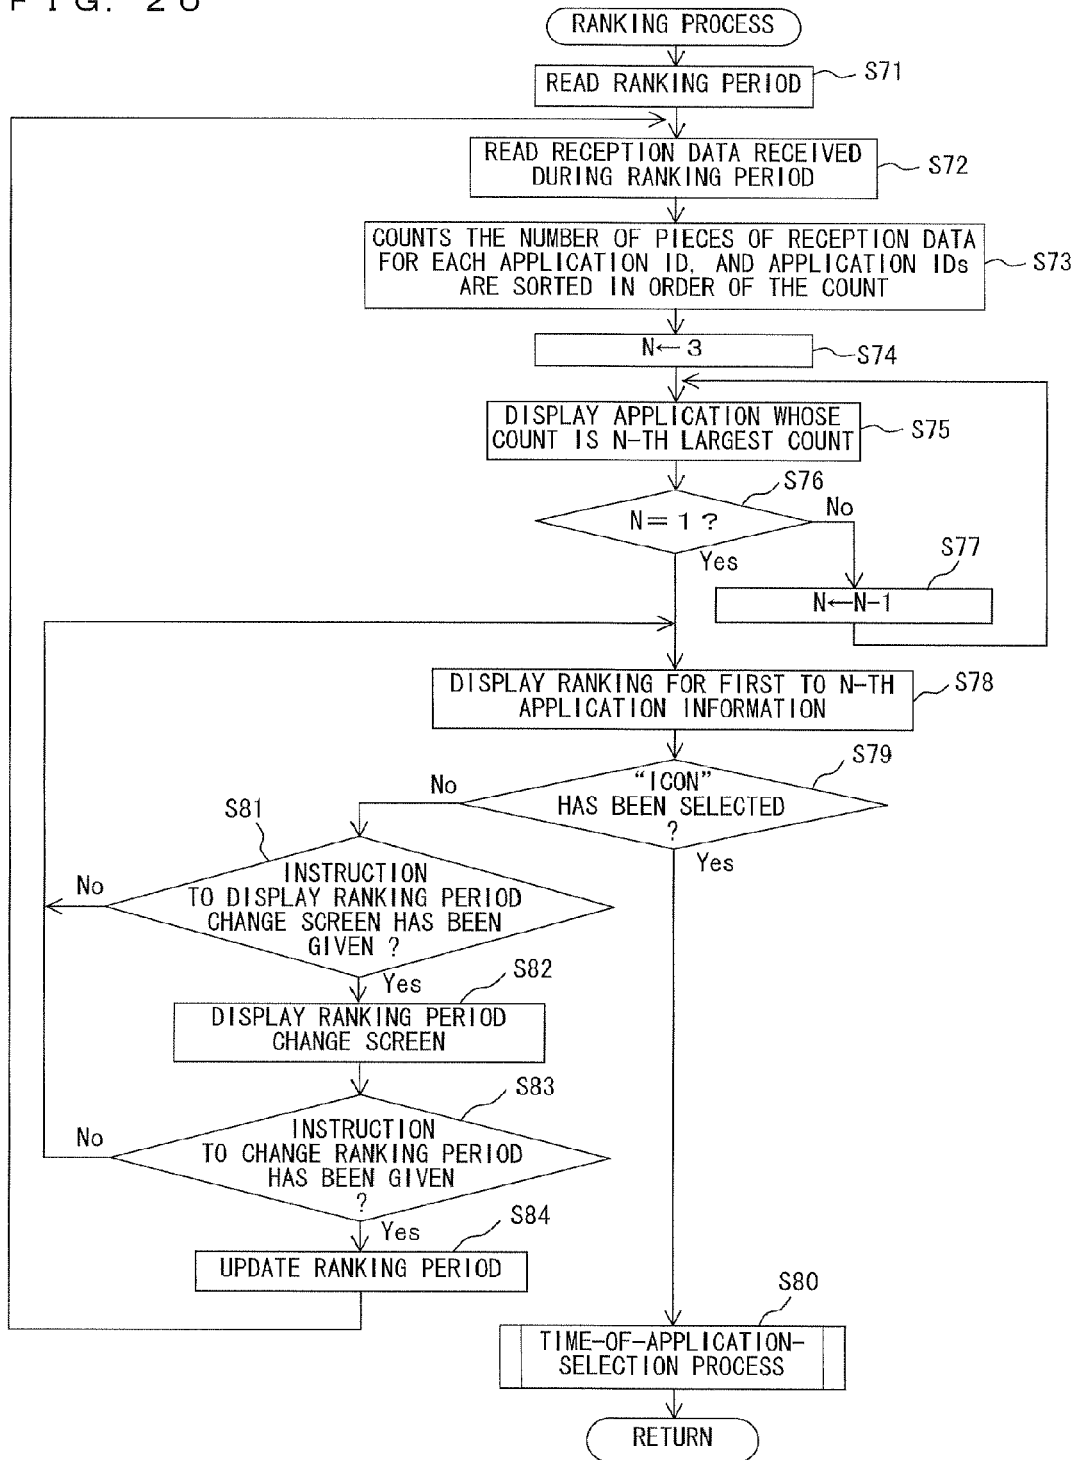 FIG. 20
RANKING PROCESS
S71
READ RANKING PERIOD
READ RECEPTION DATA RECEIVED
DURING RANKING PERIOD
S72
COUNTS THE NUMBER OF PIECES OF RECEPTION DATA
FOR EACH APPLICATION ID, AND APPLICATION IDs
ARE SORTED IN ORDER OF THE COUNT
S73
N←3
S74
DISPLAY APPLICATION WHOSE
COUNT IS N-TH LARGEST COUNT
S75
S76
N=1?
No
Yes
S77
N←N-1
DISPLAY RANKING FOR FIRST TO N-TH
APPLICATION INFORMATION
S78
S79
"ICON"
HAS BEEN SELECTED
?
No
Yes
S81
INSTRUCTION
TO DISPLAY RANKING PERIOD
CHANGE SCREEN HAS BEEN
GIVEN ?
No
Yes
S82
DISPLAY RANKING PERIOD
CHANGE SCREEN
S83
INSTRUCTION
TO CHANGE RANKING PERIOD
HAS BEEN GIVEN
?
No
Yes
S84
UPDATE RANKING PERIOD
S80
TIME-OF-APPLICATION-
SELECTION PROCESS
RETURN